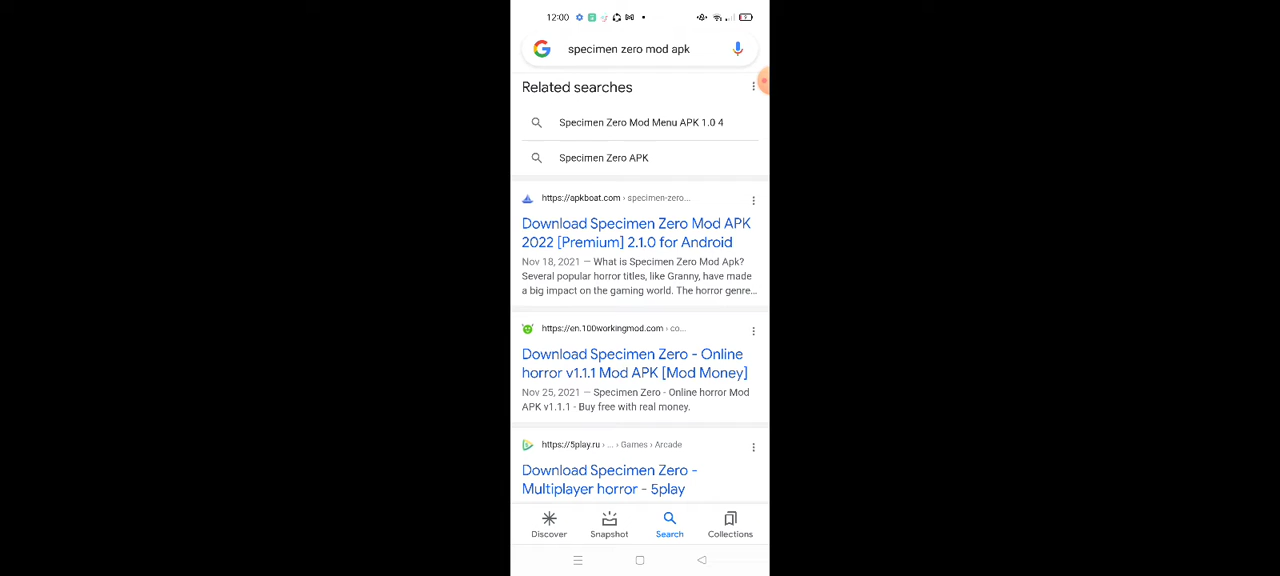 12:00
specimen zero mod apk
Related searches
Specimen Zero Mod Menu APK 1.0 4
Specimen Zero APK
https://apkboat.com › specimen-zero...
Download Specimen Zero Mod APK
2022 [Premium] 2.1.0 for Android
Nov 18, 2021 — What is Specimen Zero Mod Apk?
Several popular horror titles, like Granny, have made
a big impact on the gaming world. The horror genre...
https://en.100workingmod.com › co...
Download Specimen Zero - Online
horror v1.1.1 Mod APK [Mod Money]
Nov 25, 2021 — Specimen Zero - Online horror Mod
APK v1.1.1 - Buy free with real money.
https://5play.ru › ... › Games › Arcade
Download Specimen Zero -
Multiplayer horror - 5play
Discover Snapshot Search Collections